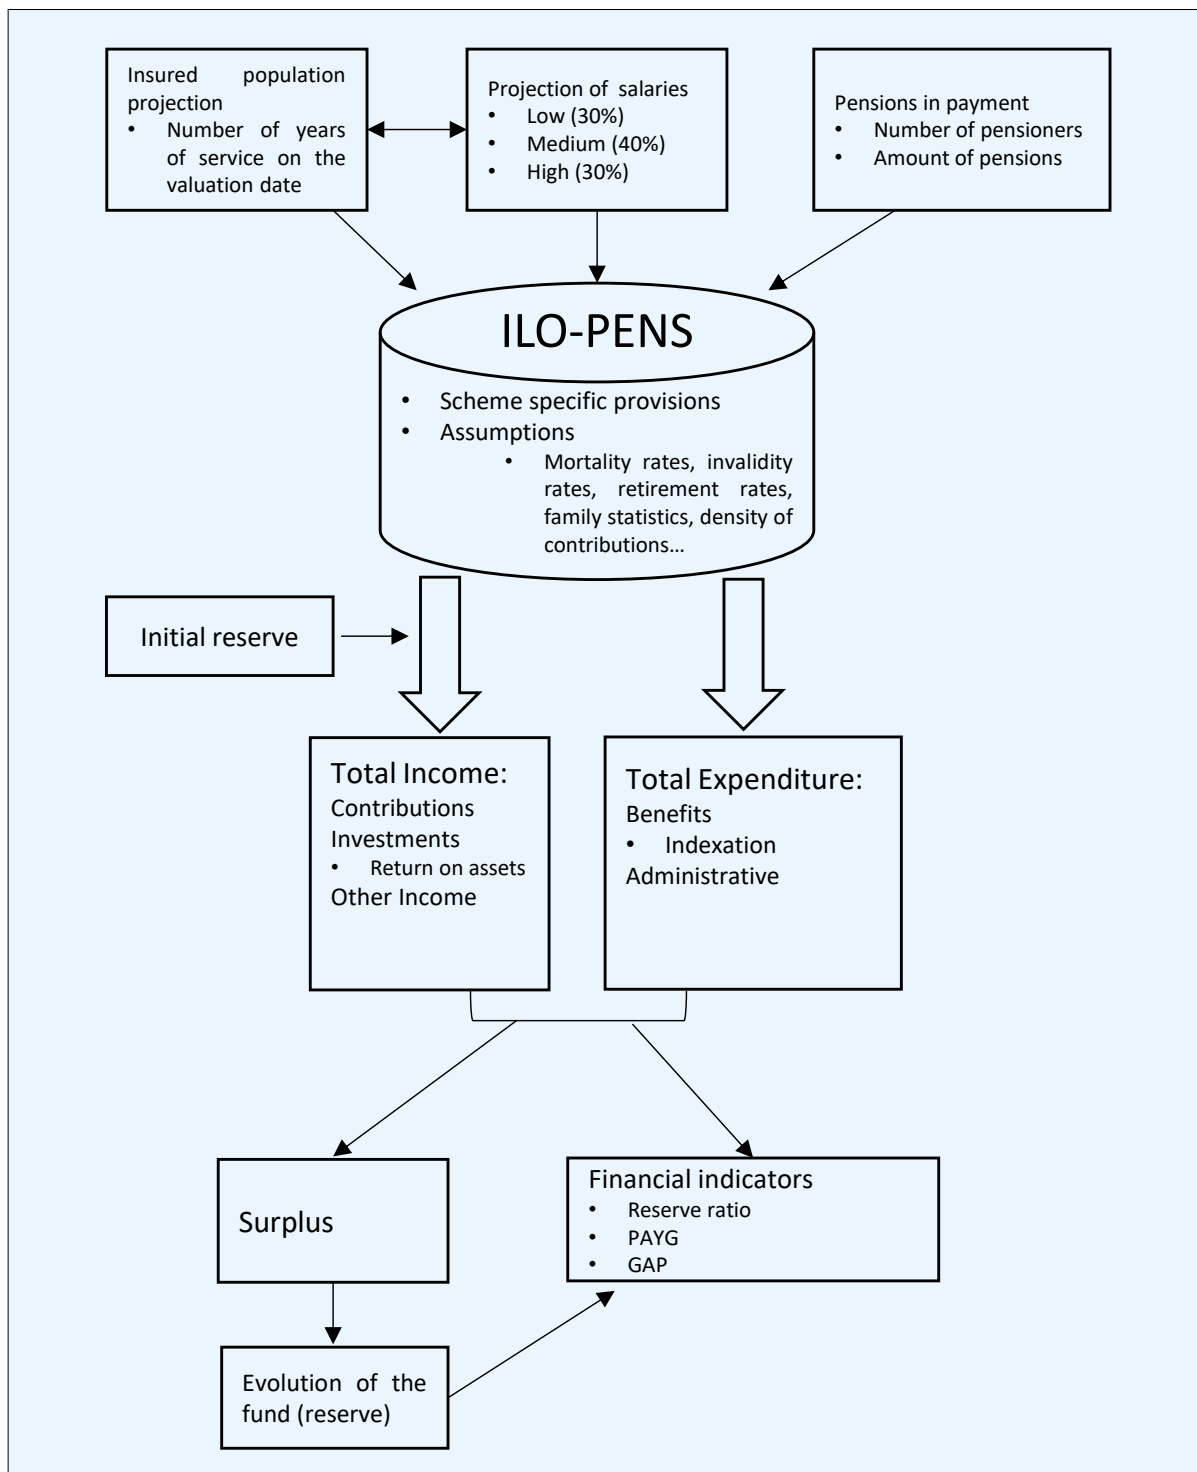 Insured population
projection
• Number of years
of service on the
valuation date
Projection of salaries
• Low (30%)
• Medium (40%)
• High (30%)
Pensions in payment
• Number of pensioners
• Amount of pensions
ILO-PENS
• Scheme specific provisions
• Assumptions
• Mortality rates, invalidity
rates, retirement rates,
family statistics, density of
contributions...
Initial reserve
Total Income:
Contributions
Investments
• Return on assets
Other Income
Total Expenditure:
Benefits
• Indexation
Administrative
Surplus
Financial indicators
• Reserve ratio
• PAYG
• GAP
Evolution of the
fund (reserve)